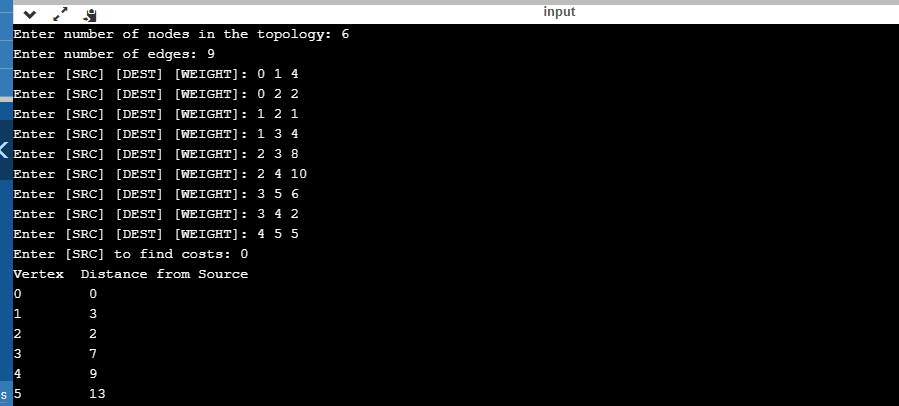 input
Enter number of nodes in the topology: 6
Enter number of edges: 9
Enter [SRC] [DEST] [WEIGHT]: 0 1 4
Enter [SRC] [DEST] [WEIGHT]: 0 2 2
Enter [SRC] [DEST] [WEIGHT]: 1 2 1
Enter [SRC] [DEST] [WEIGHT]: 1 3 4
Enter [SRC] [DEST] [WEIGHT]: 2 3 8
Enter [SRC] [DEST] [WEIGHT]: 2 4 10
Enter [SRC] [DEST] [WEIGHT]: 3 5 6
Enter [SRC] [DEST] [WEIGHT]: 3 4 2
Enter [SRC] [DEST] [WEIGHT]: 4 5 5
Enter [SRC] to find costs: 0
Vertex  Distance from Source
0        0
1        3
2        2
3        7
4        9
s 5        13